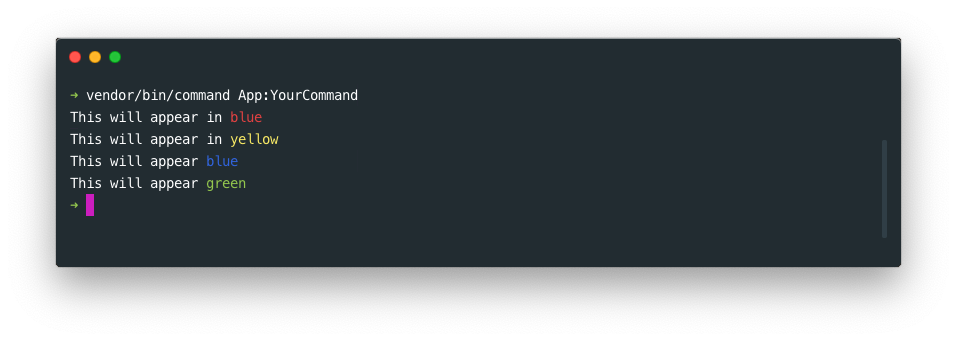 ➜ vendor/bin/command App:YourCommand
This will appear in blue
This will appear in yellow
This will appear blue
This will appear green
➜